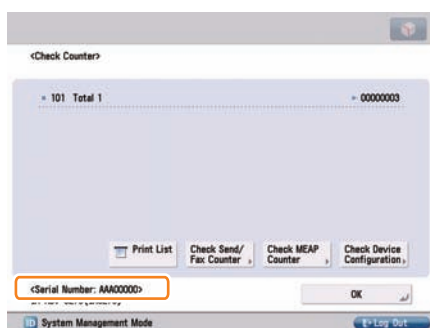 <Check Counter>
▪ 101 Total 1 ▸ 00000003
Print List
Check Send/
Fax Counter
Check MEAP
Counter
Check Device
Configuration
<Serial Number: AAA00000>
OK
ID System Management Mode
Log Out